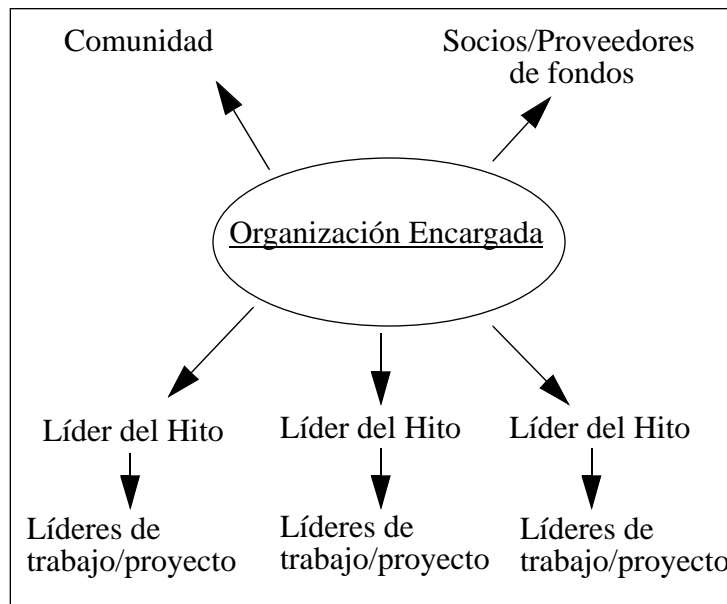 Comunidad
Socios/Proveedores
de fondos
Organización Encargada
Líder del Hito
Líder del Hito
Líder del Hito
Líderes de
trabajo/proyecto
Líderes de
trabajo/proyecto
Líderes de
trabajo/proyecto